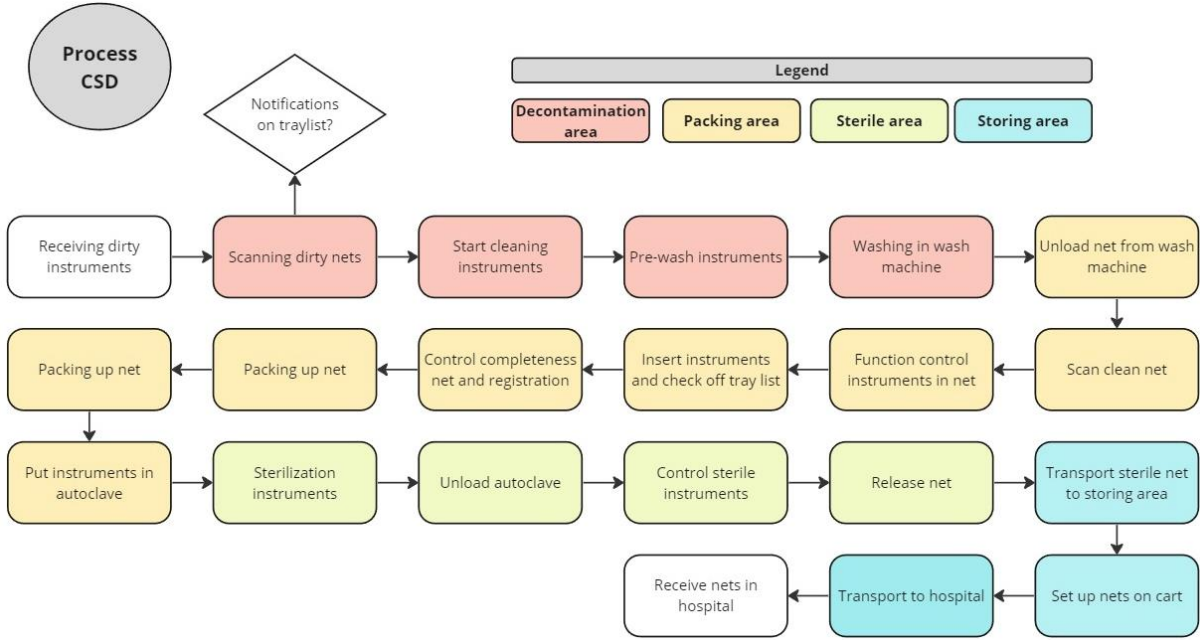 Process
CSD
Notifications
on traylist?
Legend
Decontamination
area
Packing area
Sterile area
Storing area
Receiving dirty
instruments
Scanning dirty nets
Start cleaning
instruments
Pre-wash instruments
Washing in wash
machine
Unload net from wash
machine
Scan clean net
Function control
instruments in net
Insert instruments
and check off tray list
Control completeness
net and registration
Packing up net
Packing up net
Put instruments in
autoclave
Sterilization
instruments
Unload autoclave
Control sterile
instruments
Release net
Transport sterile net
to storing area
Set up nets on cart
Transport to hospital
Receive nets in
hospital